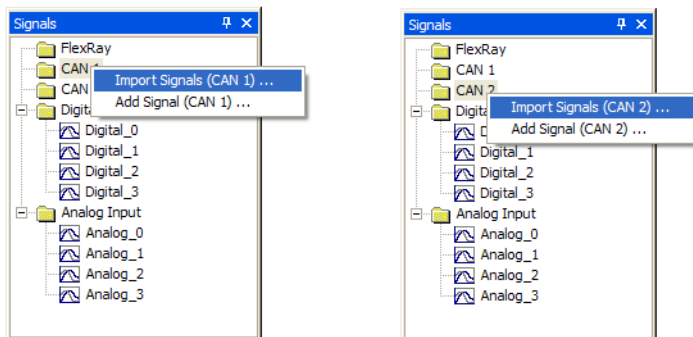 Signals
FlexRay
CAN 1
Import Signals (CAN 1) ...
CAN
Add Signal (CAN 1) ...
Digita
Digital_0
Digital_1
Digital_2
Digital_3
Analog Input
Analog_0
Analog_1
Analog_2
Analog_3
Signals
FlexRay
CAN 1
CAN 2
Import Signals (CAN 2) ...
Digita
Add Signal (CAN 2) ...
D
Digital_1
Digital_2
Digital_3
Analog Input
Analog_0
Analog_1
Analog_2
Analog_3